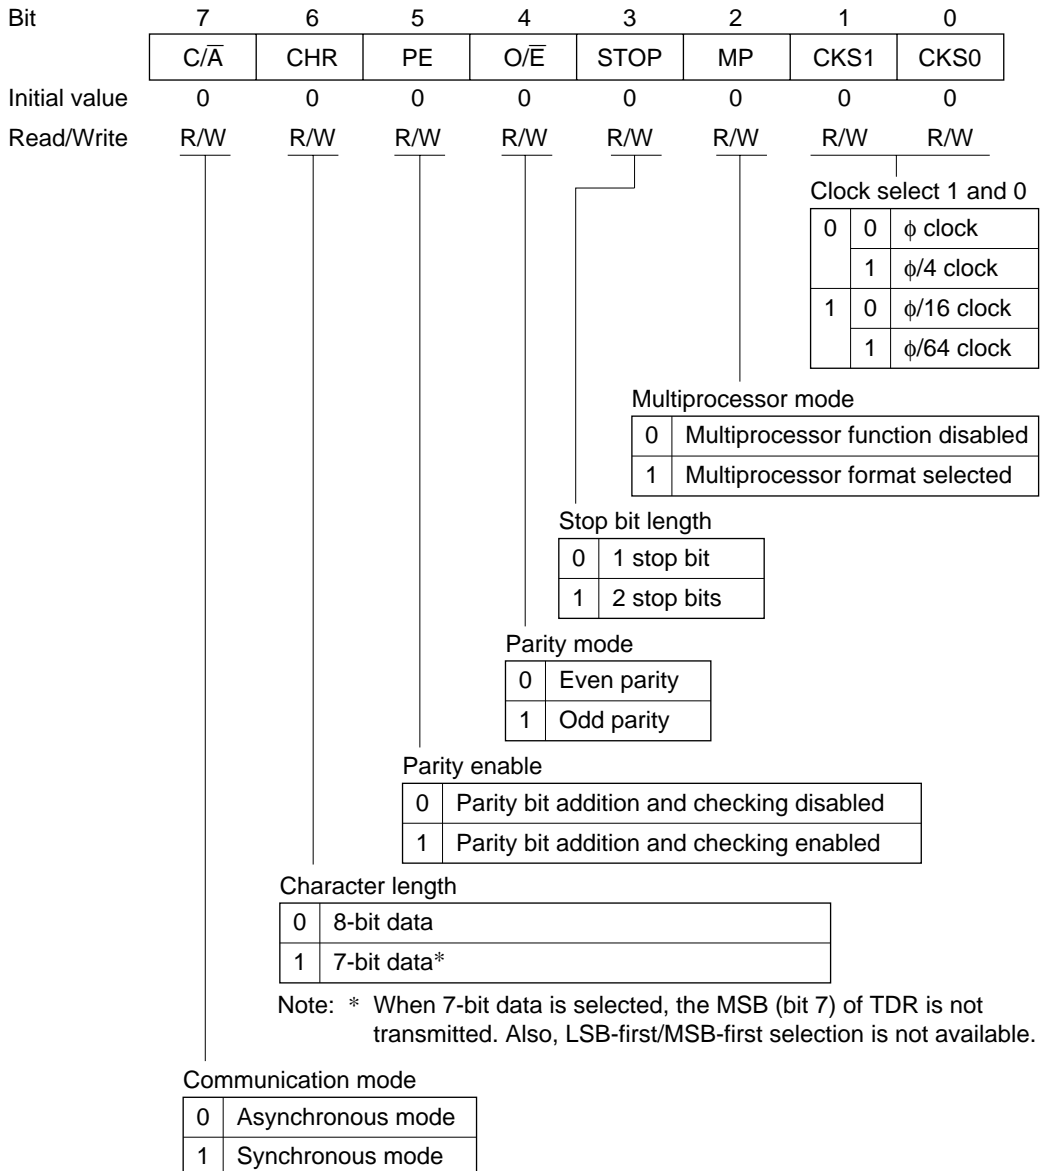 Bit 7 6 5 4 3 2 1 0
C/A̅ CHR PE O/E̅ STOP MP CKS1 CKS0
Initial value 0 0 0 0 0 0 0 0
Read/Write R/W R/W R/W R/W R/W R/W R/W R/W
Clock select 1 and 0
0 0 ϕ clock
1 ϕ/4 clock
1 0 ϕ/16 clock
1 ϕ/64 clock
Multiprocessor mode
0 Multiprocessor function disabled
1 Multiprocessor format selected
Stop bit length
0 1 stop bit
1 2 stop bits
Parity mode
0 Even parity
1 Odd parity
Parity enable
0 Parity bit addition and checking disabled
1 Parity bit addition and checking enabled
Character length
0 8-bit data
1 7-bit data*
Note: * When 7-bit data is selected, the MSB (bit 7) of TDR is not
transmitted. Also, LSB-first/MSB-first selection is not available.
Communication mode
0 Asynchronous mode
1 Synchronous mode